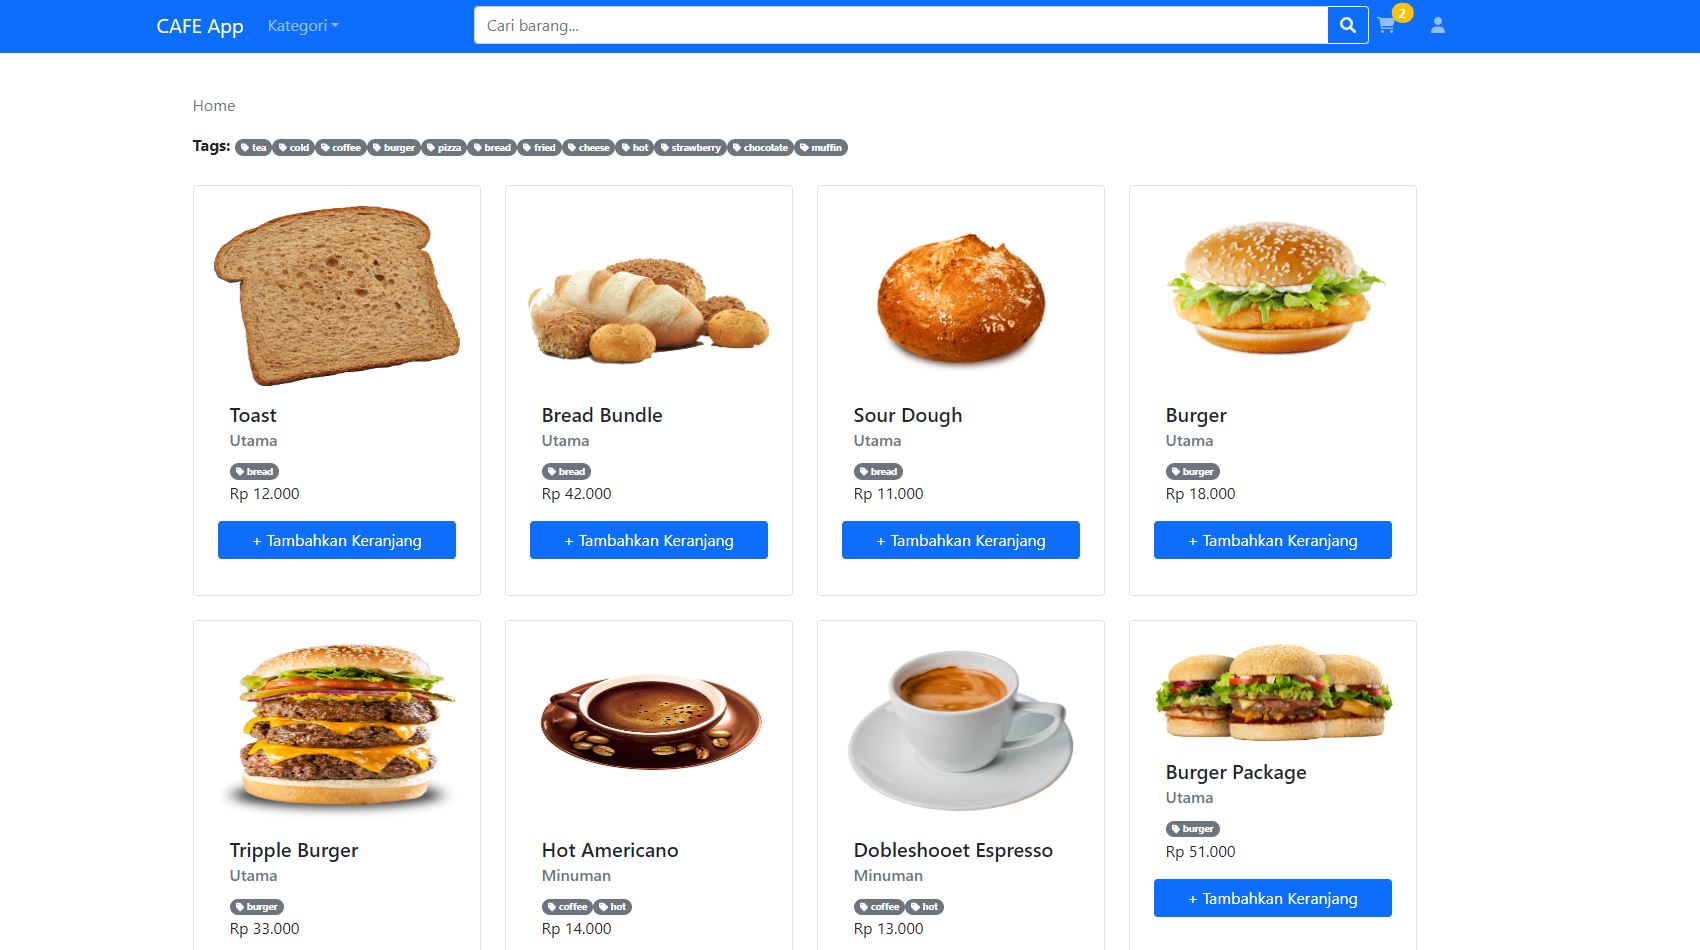 CAFE App Kategori Cari barang... 2
Home
Tags: tea cold coffee burger pizza bread fried cheese hot strawberry chocolate muffin
Toast
Utama
bread
Rp 12.000
+ Tambahkan Keranjang
Bread Bundle
Utama
bread
Rp 42.000
+ Tambahkan Keranjang
Sour Dough
Utama
bread
Rp 11.000
+ Tambahkan Keranjang
Burger
Utama
burger
Rp 18.000
+ Tambahkan Keranjang
Tripple Burger
Utama
burger
Rp 33.000
Hot Americano
Minuman
coffee hot
Rp 14.000
Dobleshooet Espresso
Minuman
coffee hot
Rp 13.000
Burger Package
Utama
burger
Rp 51.000
+ Tambahkan Keranjang